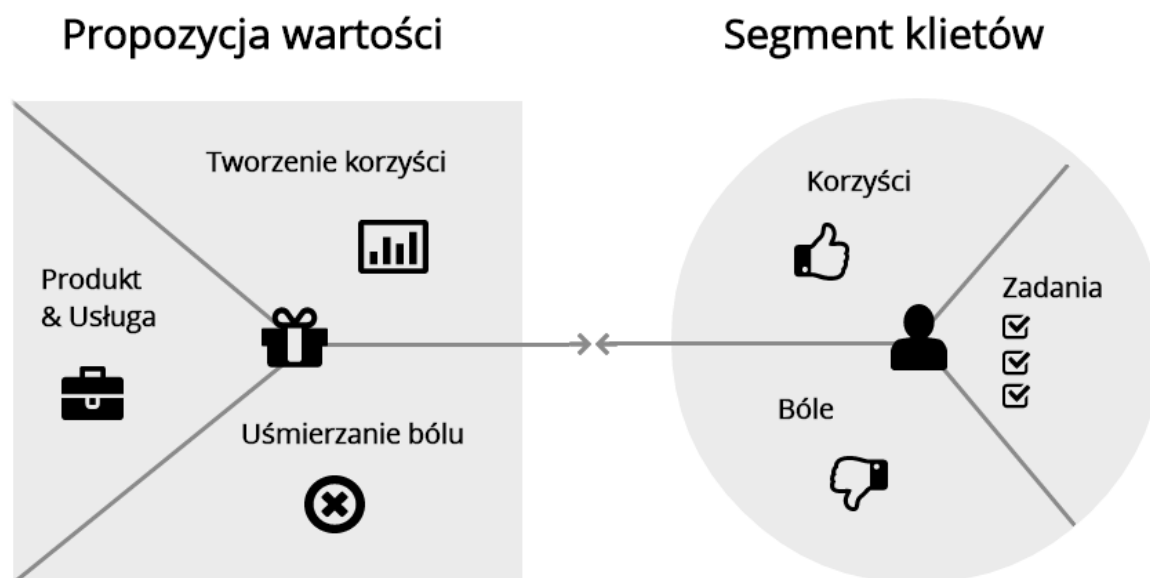 Propozycja wartości
Segment klietów
Tworzenie korzyści
Produkt
& Usługa
Uśmierzanie bólu
Korzyści
Zadania
Bóle